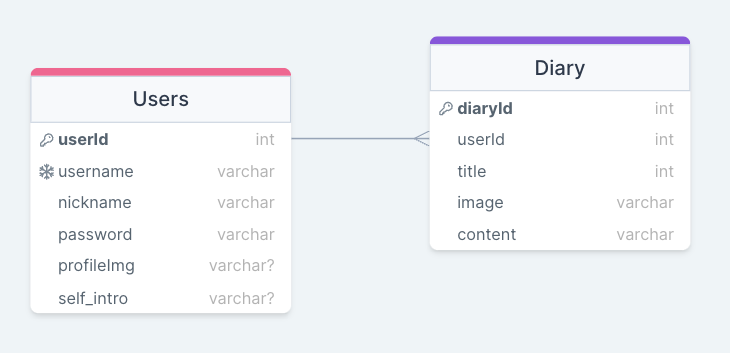 Users
userId int
username varchar
nickname varchar
password varchar
profileImg varchar?
self_intro varchar?
Diary
diaryId int
userId int
title int
image varchar
content varchar